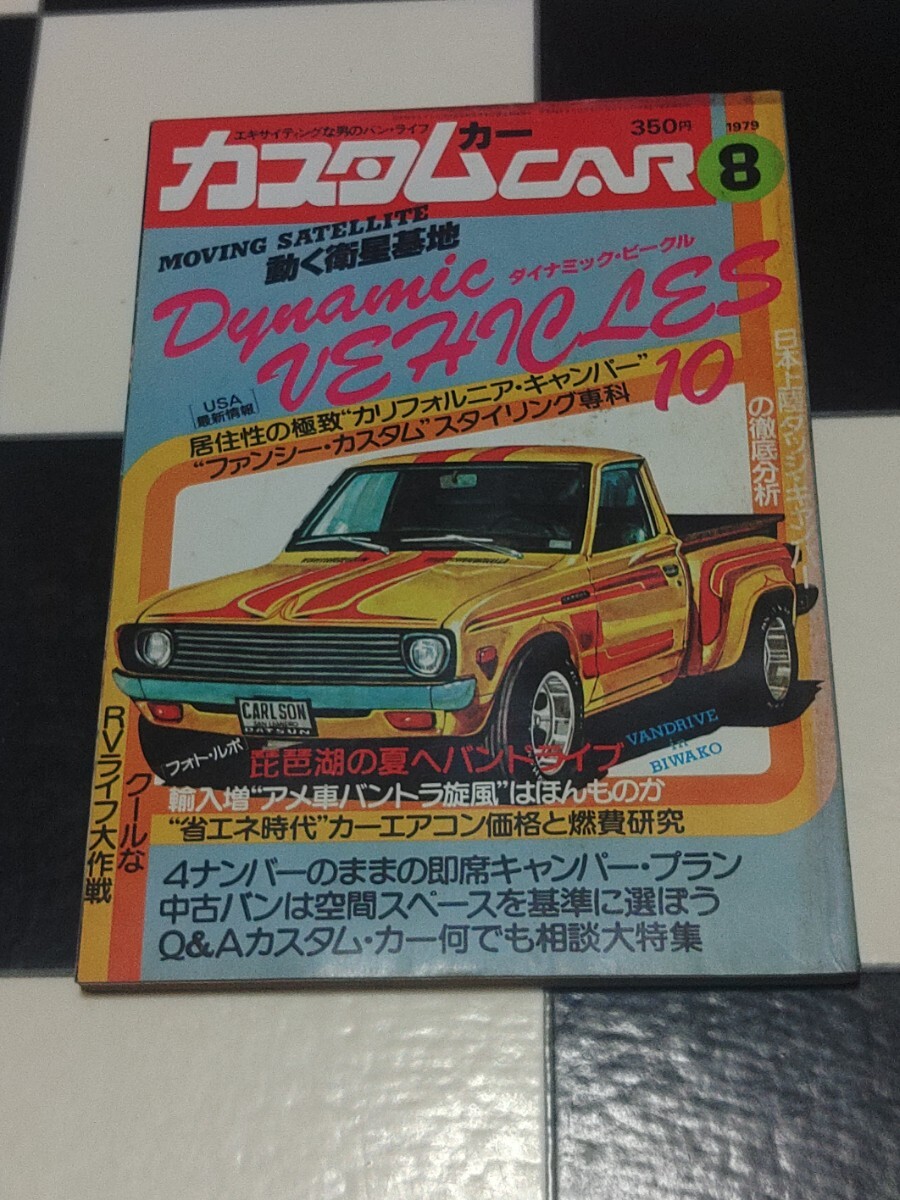 エキサイティングな男のバン・ライフ
カー
350円
1979
カスタムCAR
8
MOVING SATELLITE
動く衛星基地
ダイナミック・ビークル
Dynamic
VEHICLES
10
USA
最新情報
居住性の極致“カリフォルニア・キャンパー”
“ファンシー・カスタム”スタイリング専科
日本上陸
の徹底分析
CARLSON
SAN LEANDRO
DATSUN
VANDRIVE
in
BIWAKO
フォト・ルポ
琵琶湖の夏へバンドライブ
輸入増“アメ車バントラ旋風”はほんものか
“省エネ時代”カーエアコン価格と燃費研究
クールな
RVライフ大作戦
4ナンバーのままの即席キャンパー・プラン
中古バンは空間スペースを基準に選ぼう
Q&Aカスタム・カー何でも相談大特集